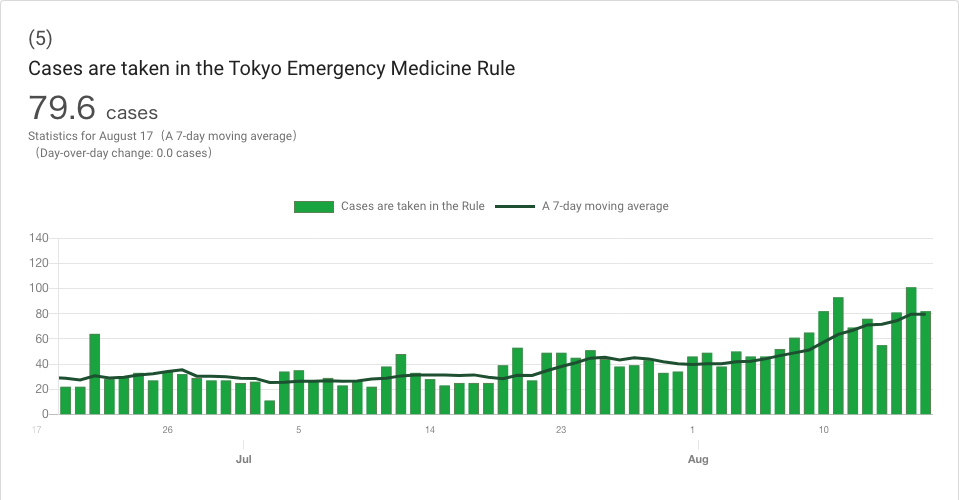 (5)
Cases are taken in the Tokyo Emergency Medicine Rule
79.6 cases
Statistics for August 17 (A 7-day moving average)
(Day-over-day change: 0.0 cases)
Cases are taken in the Rule
A 7-day moving average
140
120
100
80
60
40
20
0
17 26 5 14 23 1 10
Jul Aug